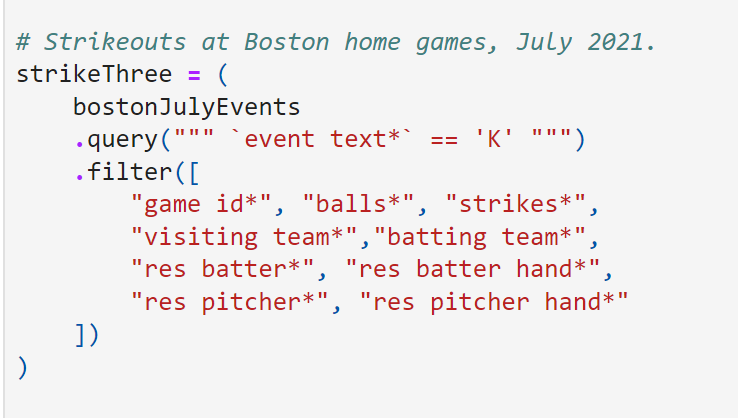 # Strikeouts at Boston home games, July 2021.
strikeThree = (
    bostonJulyEvents
    .query(""" `event text*` == 'K' """)
    .filter([
        "game id*", "balls*", "strikes*",
        "visiting team*","batting team*",
        "res batter*", "res batter hand*",
        "res pitcher*", "res pitcher hand*"
    ])
)